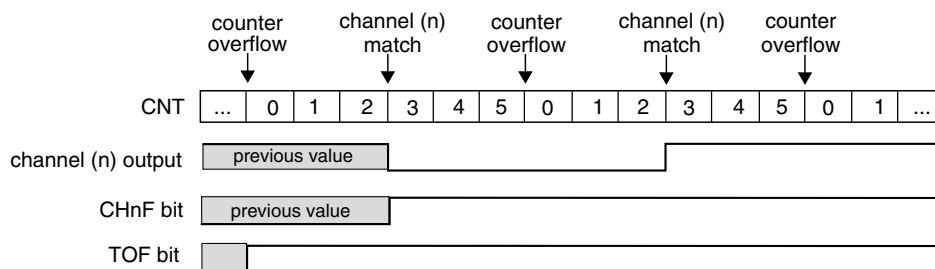 counter overflow
channel (n) match
counter overflow
channel (n) match
counter overflow
CNT ... 0 1 2 3 4 5 0 1 2 3 4 5 0 1 ...
channel (n) output previous value
CHnF bit previous value
TOF bit